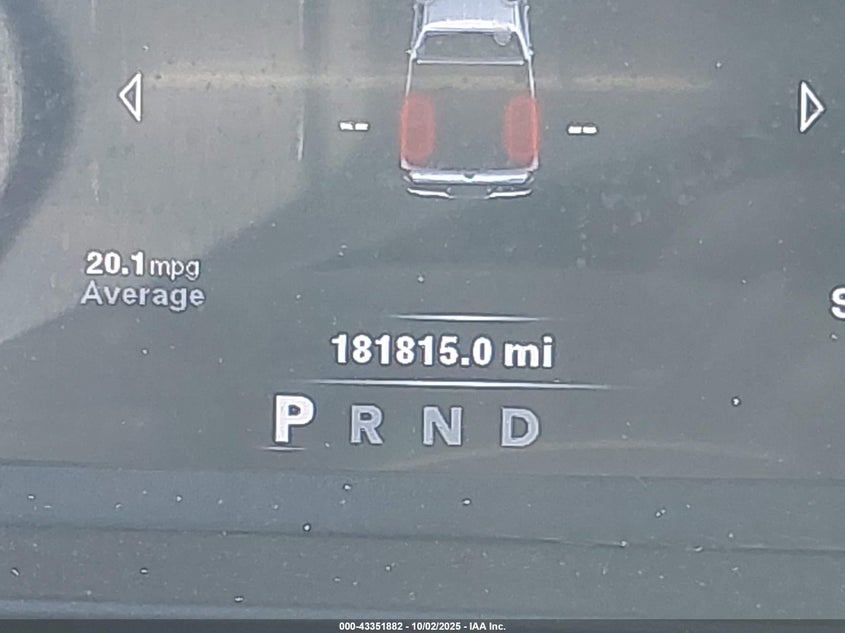 -- --
20.1 mpg
Average
S
181815.0 mi
P R N D
000-43351882 - 10/02/2025 - IAA Inc.